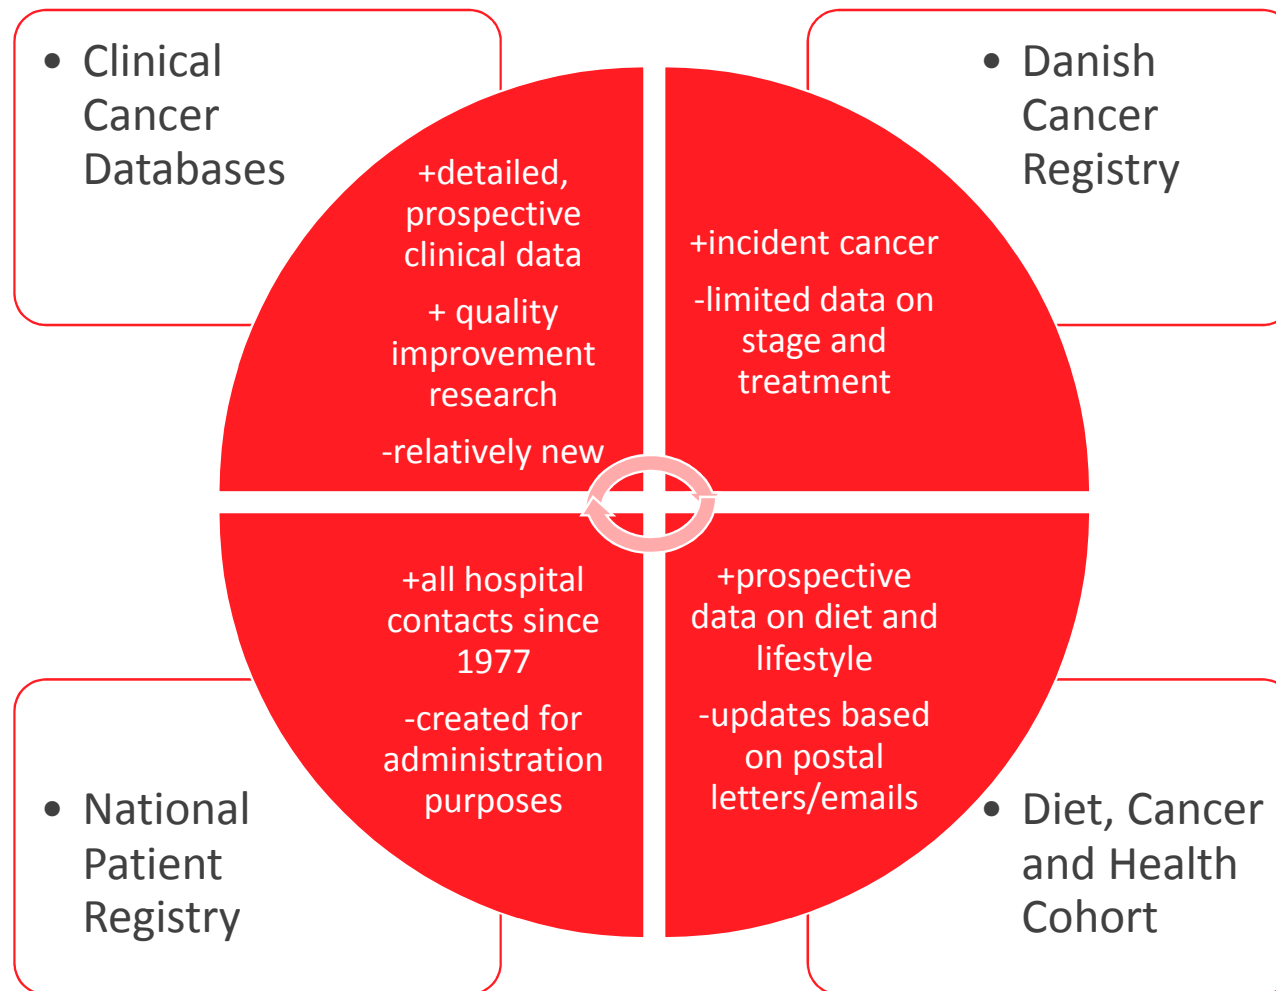 • Clinical
Cancer
Databases
+detailed,
prospective
clinical data
+ quality
improvement
research
-relatively new
• Danish
Cancer
Registry
+incident cancer
-limited data on
stage and
treatment
• National
Patient
Registry
+all hospital
contacts since
1977
-created for
administration
purposes
+prospective
data on diet and
lifestyle
-updates based
on postal
letters/emails
• Diet, Cancer
and Health
Cohort